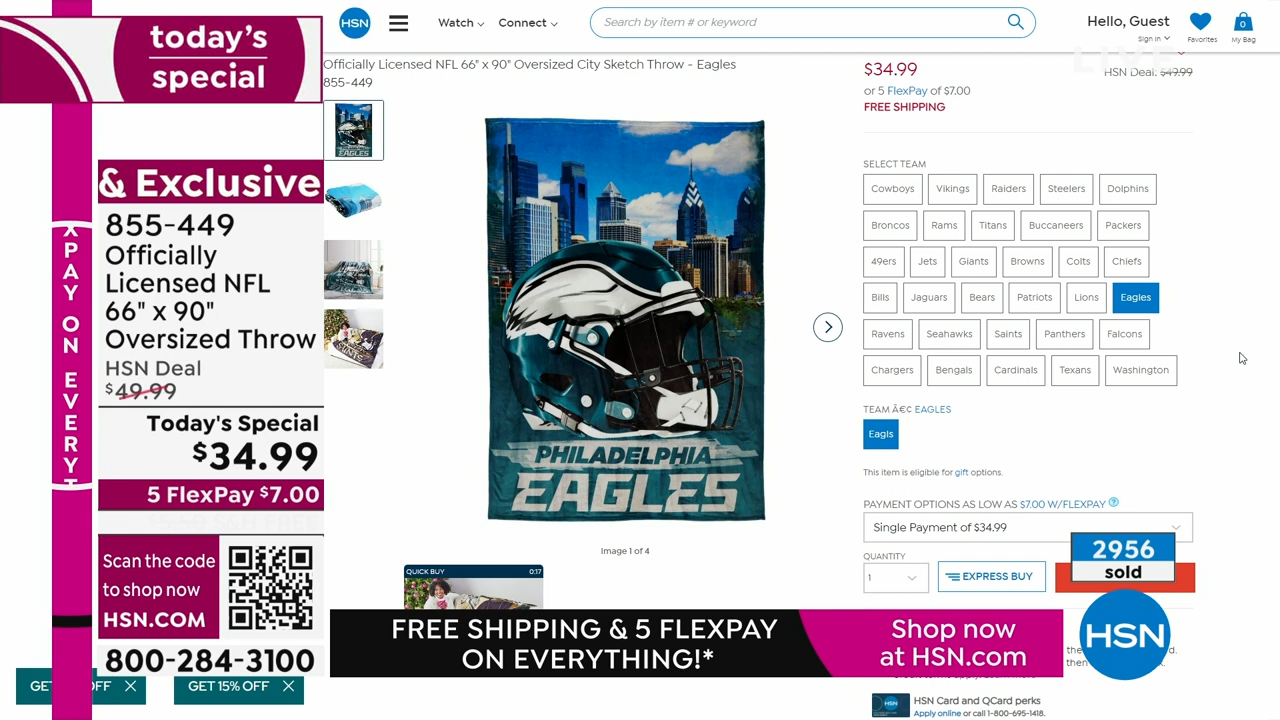 today's
special
& Exclusive
855-449
Officially
Licensed NFL
66" x 90"
Oversized Throw
HSN Deal
$49.99
Today's Special
$34.99
5 FlexPay $7.00
Scan the code
to shop now
HSN.COM
800-284-3100
XPAY ON EVERYT
GET OFF ×
GET 15% OFF ×
HSN
Watch
Connect
Search by item # or keyword
Hello, Guest
Sign in
Favorites
0
My Bag
LIVE
Officially Licensed NFL 66" x 90" Oversized City Sketch Throw - Eagles
855-449
EAGLES
PHILADELPHIA
EAGLES
SAINTS
Image 1 of 4
QUICK BUY 0:17
$34.99
HSN Deal: $49.99
or 5 FlexPay of $7.00
FREE SHIPPING
SELECT TEAM
Cowboys Vikings Raiders Steelers Dolphins
Broncos Rams Titans Buccaneers Packers
49ers Jets Giants Browns Colts Chiefs
Bills Jaguars Bears Patriots Lions Eagles
Ravens Seahawks Saints Panthers Falcons
Chargers Bengals Cardinals Texans Washington
TEAM Â€¢ EAGLES
Eagls
This item is eligible for gift options.
PAYMENT OPTIONS AS LOW AS $7.00 W/FLEXPAY ?
Single Payment of $34.99
QUANTITY
1
EXPRESS BUY
2956
sold
FREE SHIPPING & 5 FLEXPAY
ON EVERYTHING!*
Shop now
at HSN.com
HSN
the
then
HSN Card and QCard perks
Apply online or call 1-800-695-1418.